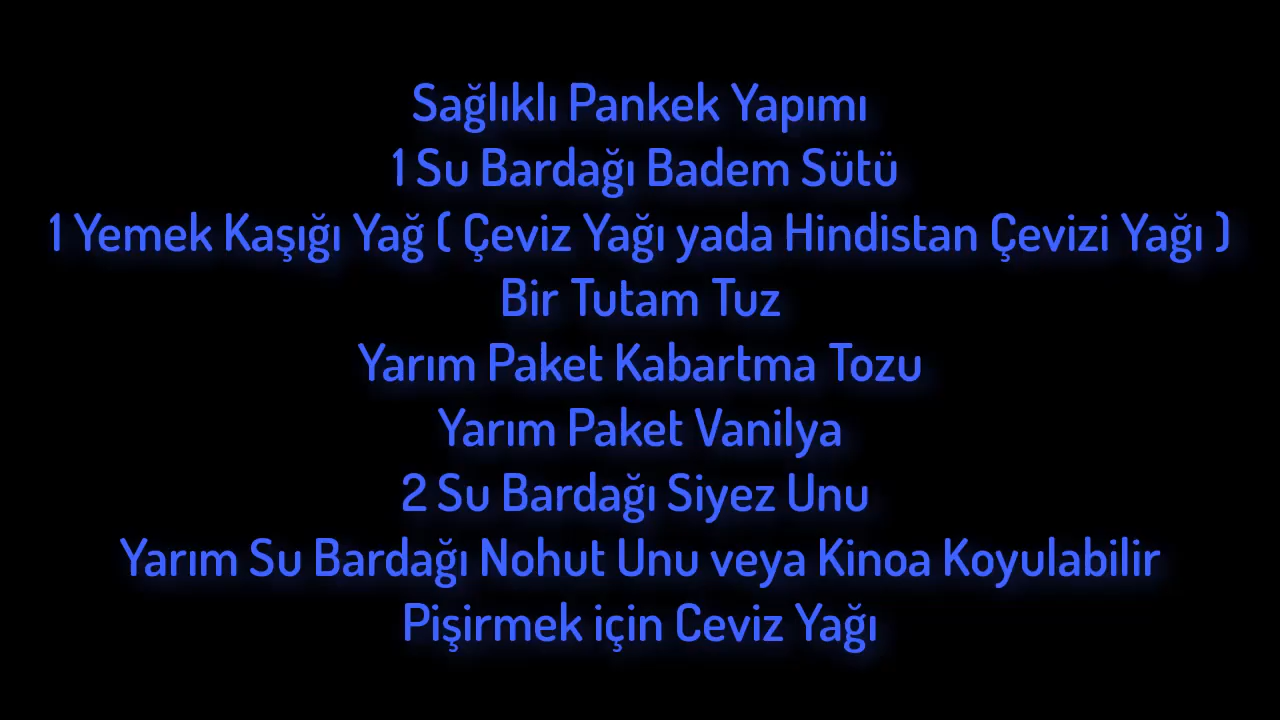 Sağlıklı Pankek Yapımı
1 Su Bardağı Badem Sütü
1 Yemek Kaşığı Yağ ( Çeviz Yağı yada Hindistan Çevizi Yağı )
Bir Tutam Tuz
Yarım Paket Kabartma Tozu
Yarım Paket Vanilya
2 Su Bardağı Siyez Unu
Yarım Su Bardağı Nohut Unu veya Kinoa Koyulabilir
Pişirmek için Ceviz Yağı